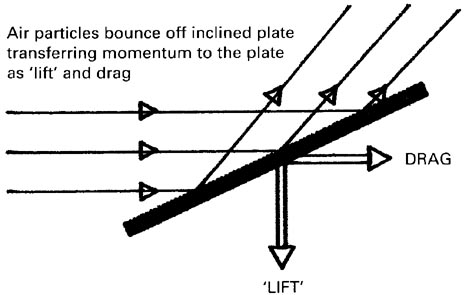 Air particles bounce off inclined plate
transferring momentum to the plate
as 'lift' and drag
DRAG
'LIFT'